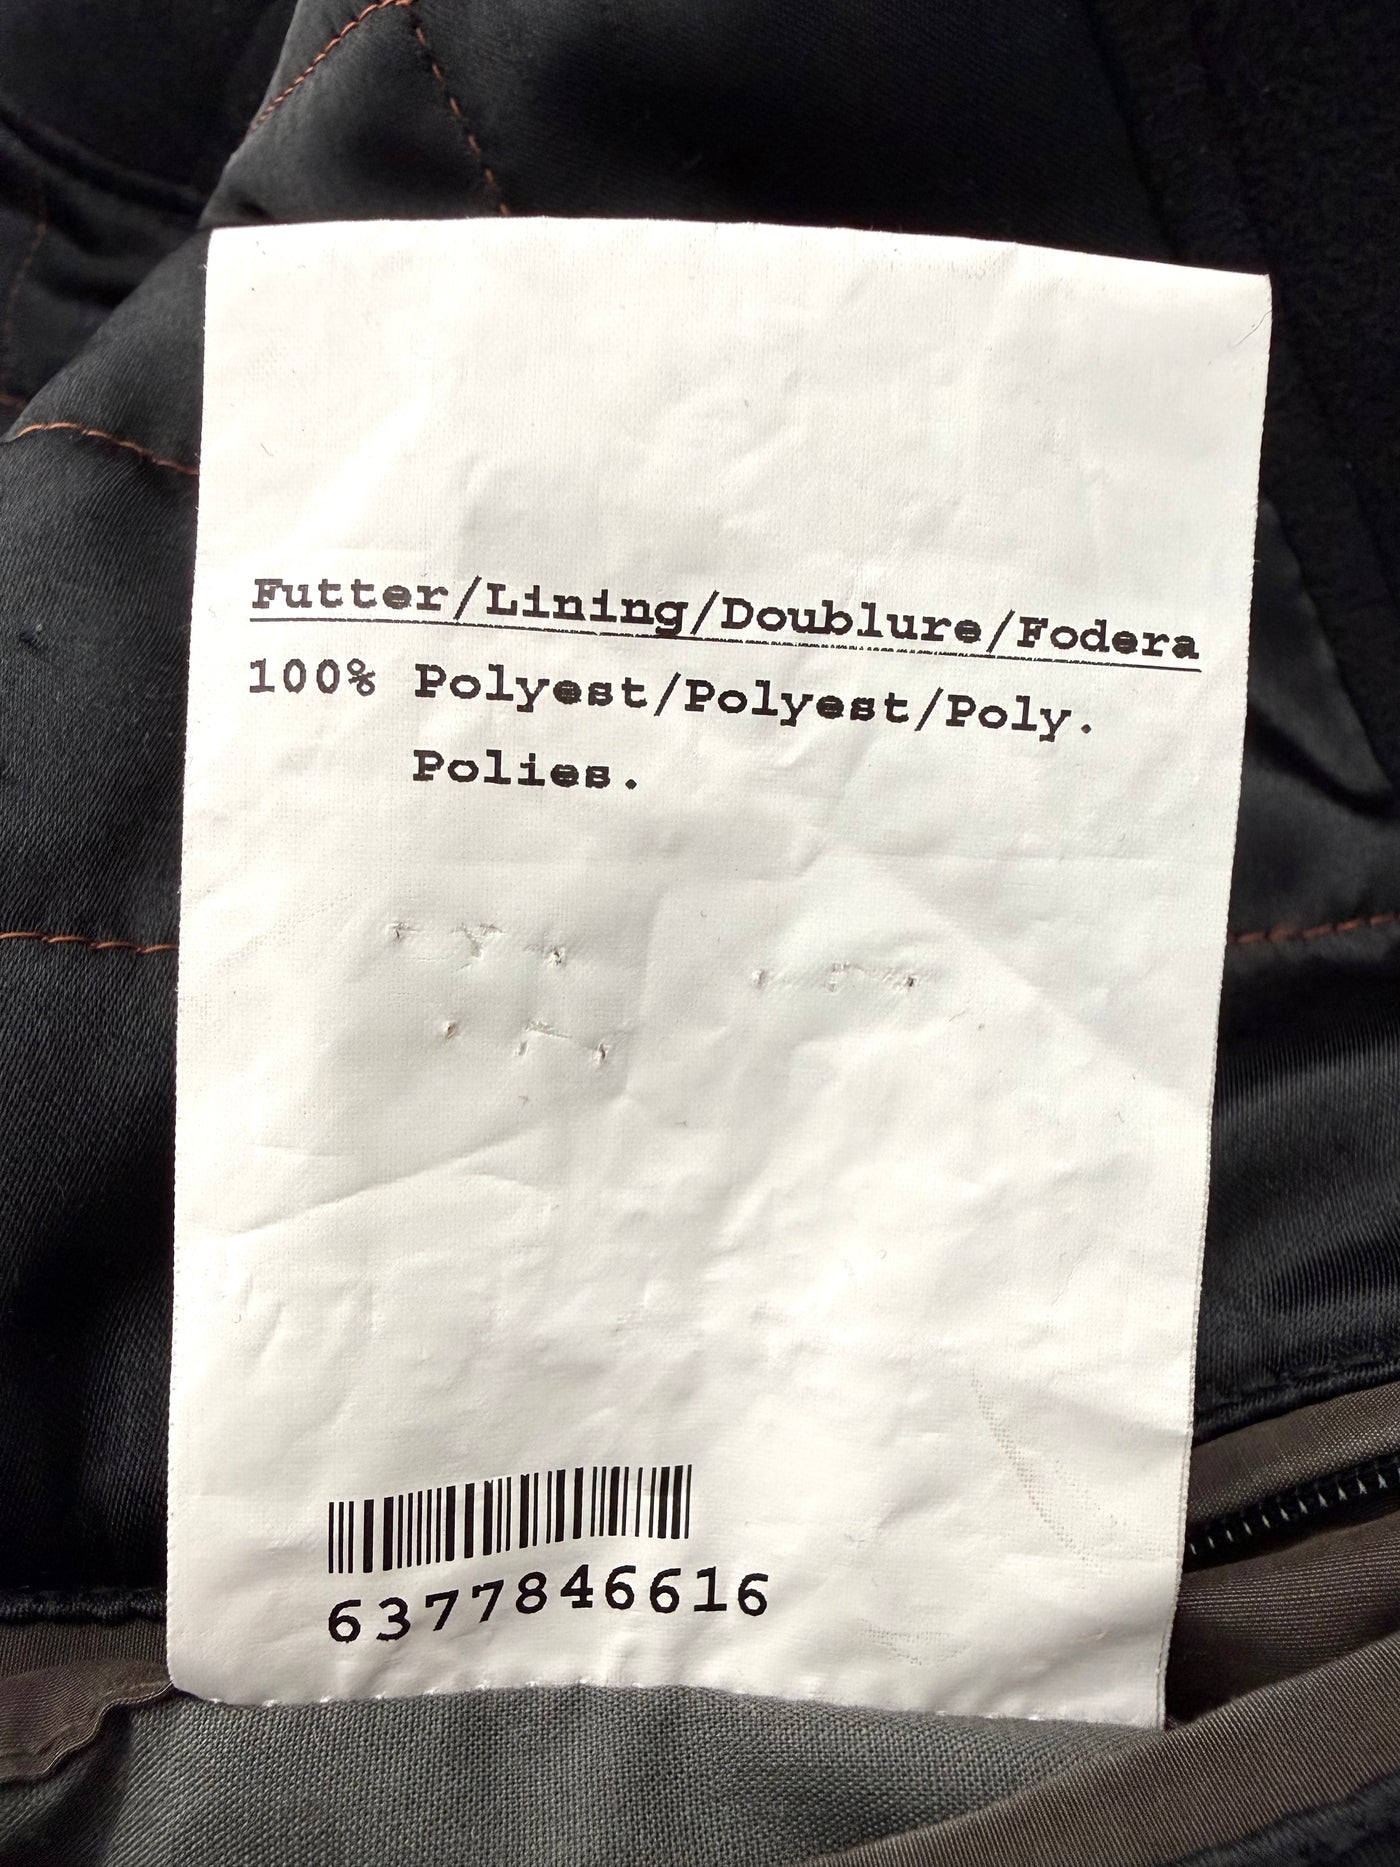 Futter/Lining/Doublure/Fodera
100% Polyest/Polyest/Poly.
Polies.
6377846616